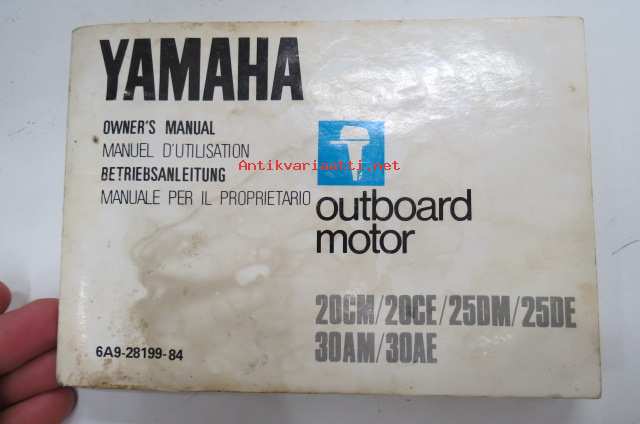 YAMAHA
OWNER'S MANUAL
MANUEL D'UTILISATION
BETRIEBSANLEITUNG
MANUALE PER IL PROPRIETARIO
Antikvariaatti.net
outboard
motor
20CM/20CE/25DM/25DE
30AM/30AE
6A9-28199-84